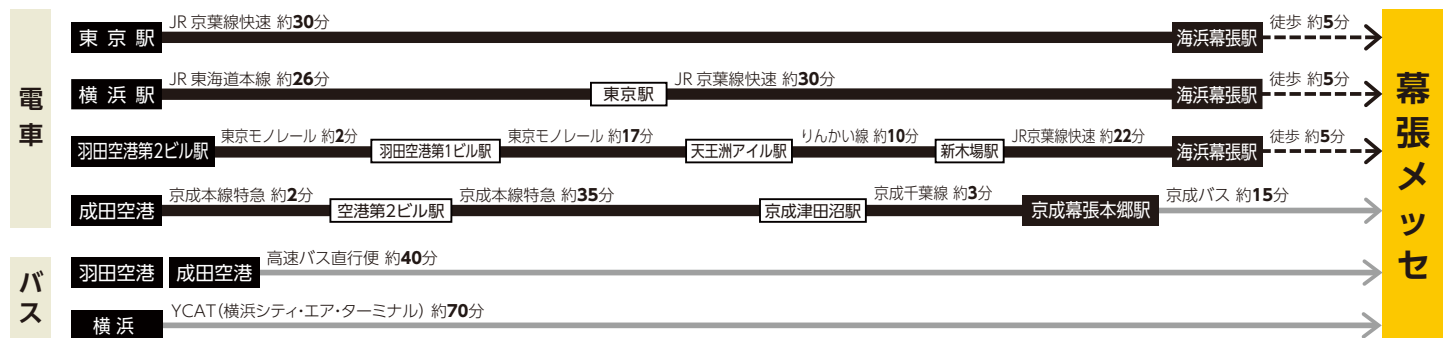 電車
JR 京葉線快速 約30分
徒歩 約5分
東京駅
海浜幕張駅
JR 東海道本線 約26分
JR 京葉線快速 約30分
徒歩 約5分
横浜駅
東京駅
海浜幕張駅
東京モノレール 約2分
東京モノレール 約17分
りんかい線 約10分
JR京葉線快速 約22分
徒歩 約5分
羽田空港第2ビル駅
羽田空港第1ビル駅
天王洲アイル駅
新木場駅
海浜幕張駅
京成本線特急 約2分
京成本線特急 約35分
京成千葉線 約3分
京成バス 約15分
成田空港
空港第2ビル駅
京成津田沼駅
京成幕張本郷駅
バス
高速バス直行便 約40分
羽田空港
成田空港
YCAT(横浜シティ・エア・ターミナル) 約70分
横浜
幕張メッセ